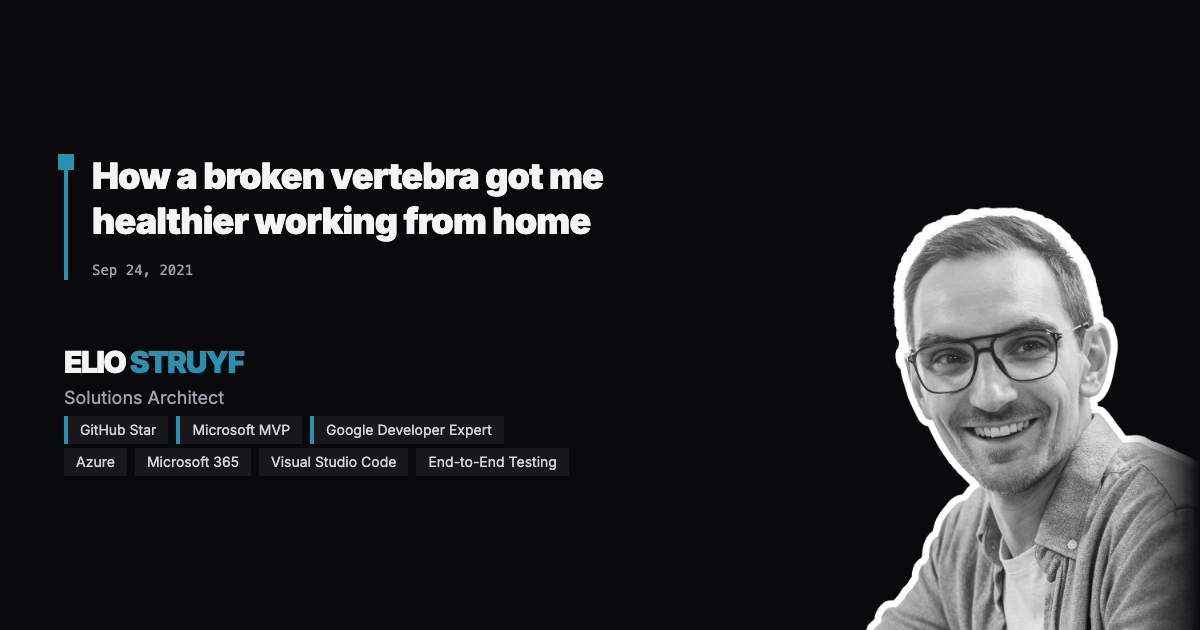 How a broken vertebra got me
healthier working from home
Sep 24, 2021
ELIO STRUYF
Solutions Architect
GitHub Star Microsoft MVP Google Developer Expert
Azure Microsoft 365 Visual Studio Code End-to-End Testing